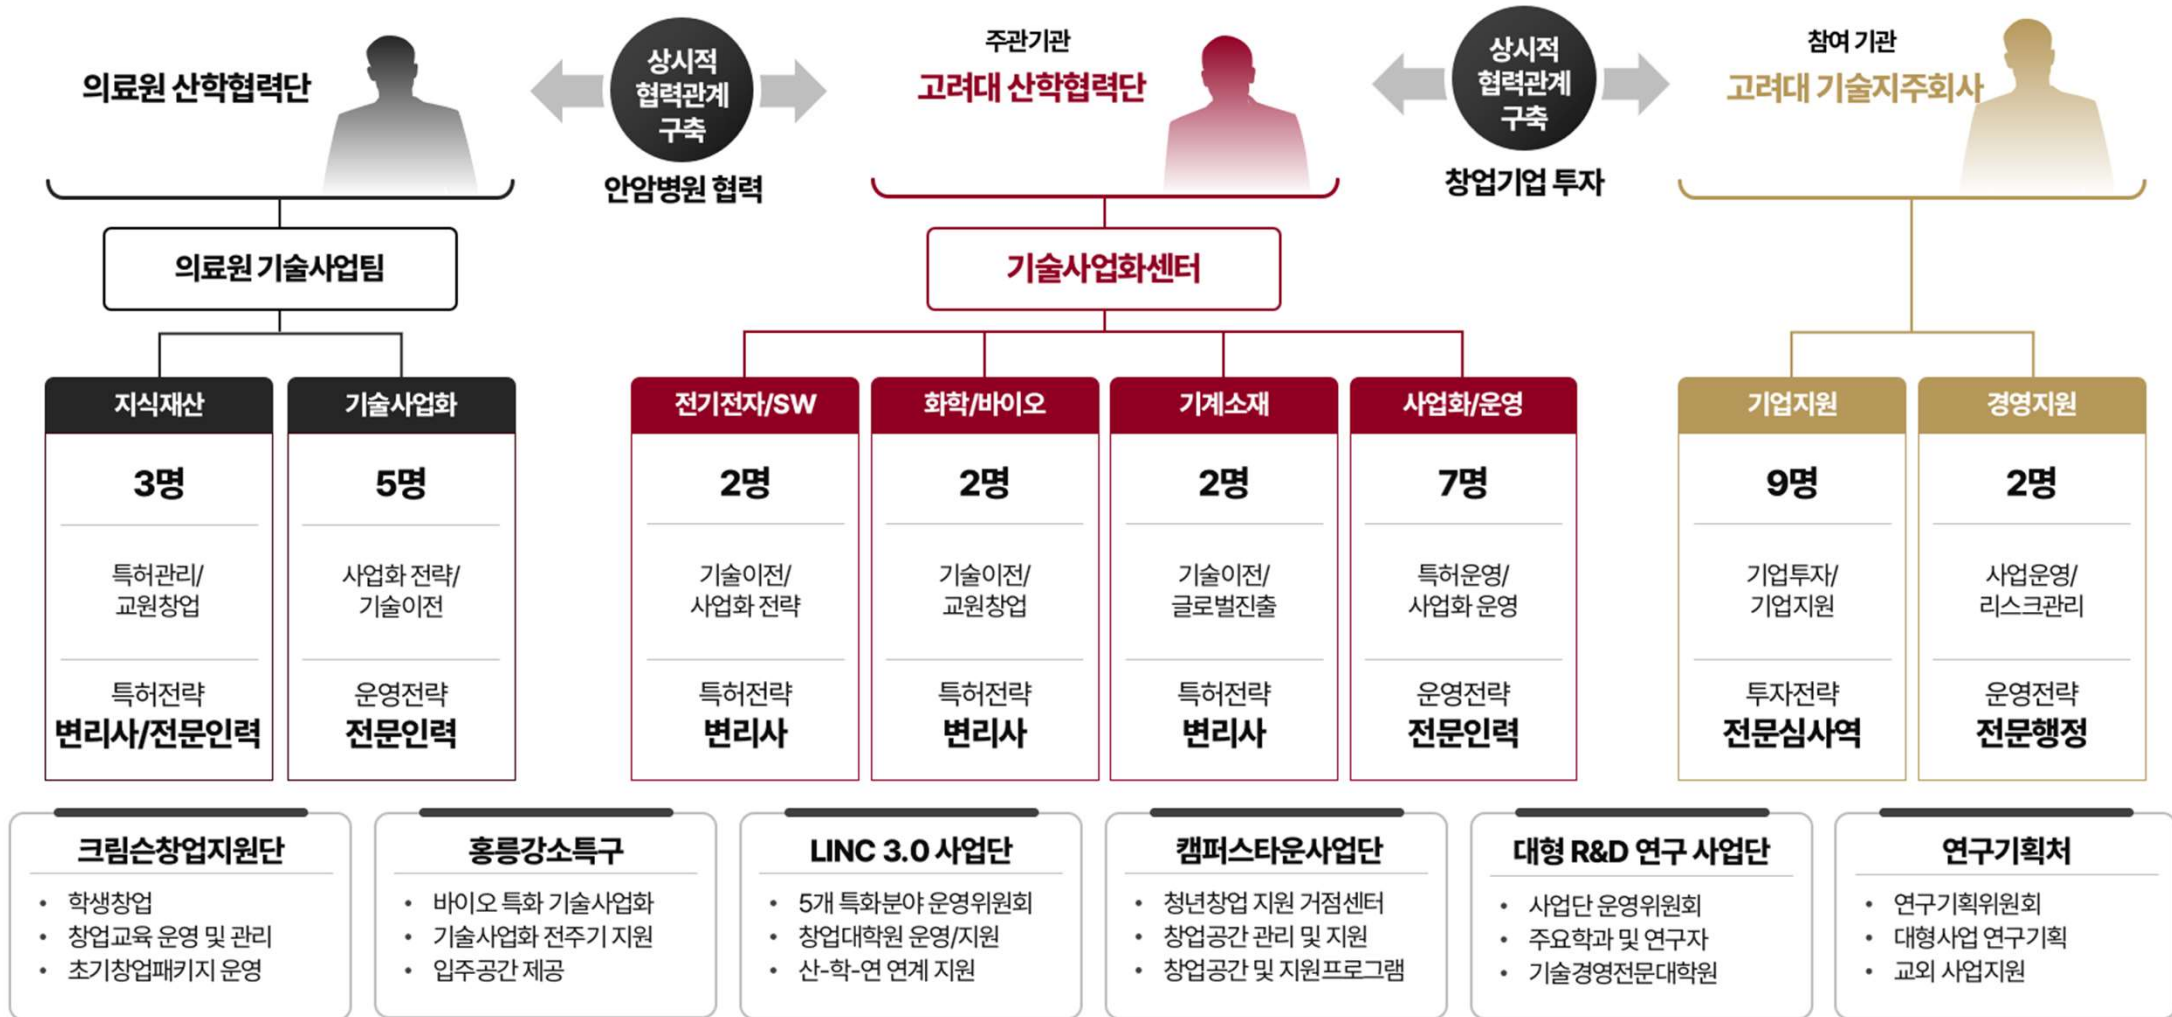 의료원 산학협력단
상시적
협력관계
구축
안암병원 협력
주관기관
고려대 산학협력단
상시적
협력관계
구축
창업기업 투자
참여 기관
고려대 기술지주회사
의료원 기술사업팀
기술사업화센터
지식재산
3명
특허관리/
교원창업
특허전략
변리사/전문인력
기술사업화
5명
사업화 전략/
기술이전
운영전략
전문인력
전기전자/SW
2명
기술이전/
사업화 전략
특허전략
변리사
화학/바이오
2명
기술이전/
교원창업
특허전략
변리사
기계소재
2명
기술이전/
글로벌진출
특허전략
변리사
사업화/운영
7명
특허운영/
사업화 운영
운영전략
전문인력
기업지원
9명
기업투자/
기업지원
투자전략
전문심사역
경영지원
2명
사업운영/
리스크관리
운영전략
전문행정
크림슨창업지원단
• 학생창업
• 창업교육 운영 및 관리
• 초기창업패키지 운영
홍릉강소특구
• 바이오 특화 기술사업화
• 기술사업화 전주기 지원
• 입주공간 제공
LINC 3.0 사업단
• 5개 특화분야 운영위원회
• 창업대학원 운영/지원
• 산-학-연 연계 지원
캠퍼스타운사업단
• 청년창업 지원 거점센터
• 창업공간 관리 및 지원
• 창업공간 및 지원프로그램
대형 R&D 연구 사업단
• 사업단 운영위원회
• 주요학과 및 연구자
• 기술경영전문대학원
연구기획처
• 연구기획위원회
• 대형사업 연구기획
• 교외 사업지원